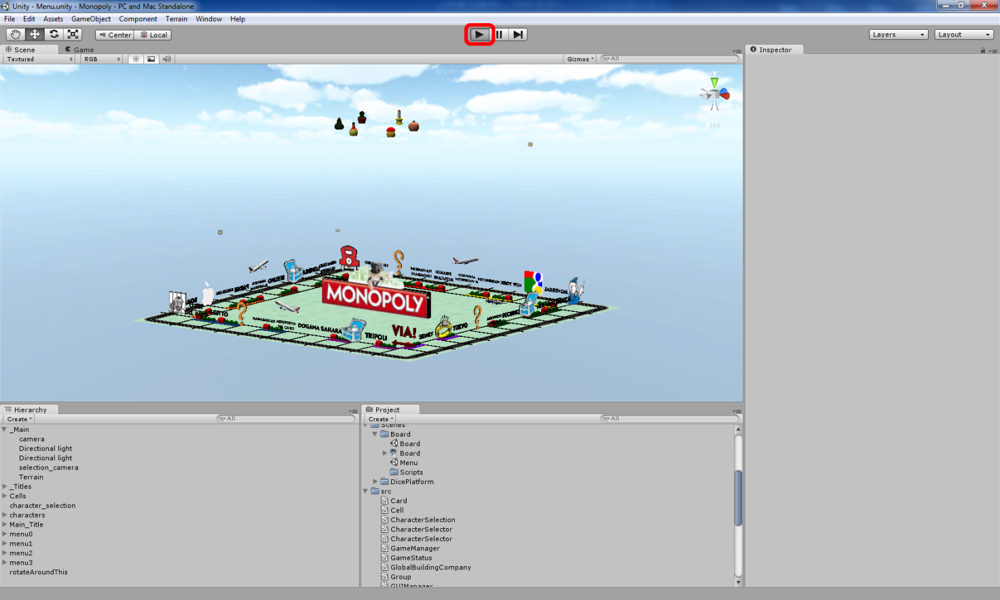 Unity - Menu.unity - Monopoly - PC and Mac Standalone
File Edit Assets GameObject Component Terrain Window Help
Center Local
Layers Layout
Scene Game
Inspector
Textured RGB
Gizmos All
y
Iso
MONOPOLY
DOGANA SAHARA
TRIPOLI
VIA!
SIDNEY
TOKYO
MADAGASCAR AEROPORTO
Hierarchy
Create All
_Main
camera
Directional light
Directional light
selection_camera
Terrain
_Titles
Cells
character_selection
characters
Main_Title
menu0
menu1
menu2
menu3
rotateAroundThis
Project
Create All
Scenes
Board
Board
Board
Menu
Scripts
DicePlatform
src
Card
Cell
CharacterSelection
CharacterSelector
CharacterSelector
GameManager
GameStatus
GlobalBuildingCompany
Group
GUIManager